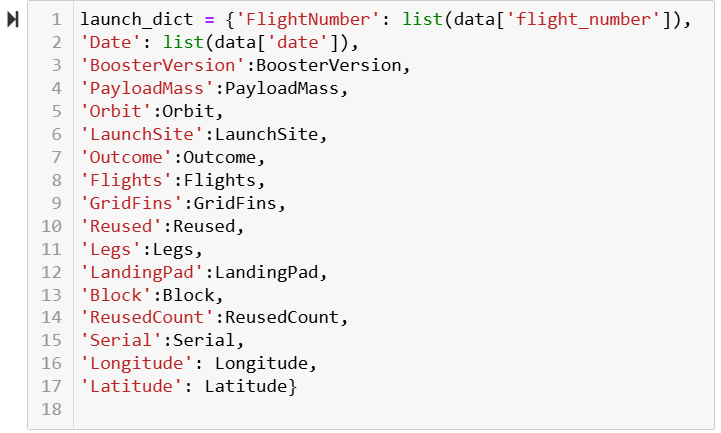 1 launch_dict = {'FlightNumber': list(data['flight_number']),
2 'Date': list(data['date']),
3 'BoosterVersion':BoosterVersion,
4 'PayloadMass':PayloadMass,
5 'Orbit':Orbit,
6 'LaunchSite':LaunchSite,
7 'Outcome':Outcome,
8 'Flights':Flights,
9 'GridFins':GridFins,
10 'Reused':Reused,
11 'Legs':Legs,
12 'LandingPad':LandingPad,
13 'Block':Block,
14 'ReusedCount':ReusedCount,
15 'Serial':Serial,
16 'Longitude': Longitude,
17 'Latitude': Latitude}
18